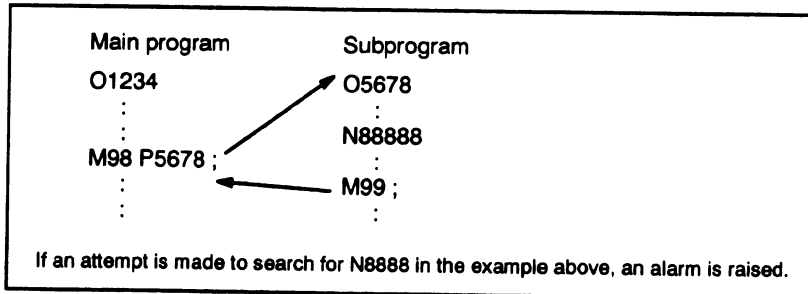 Main program
Subprogram
O1234
O5678
N88888
M98 P5678 ;
M99 ;
If an attempt is made to search for N8888 in the example above, an alarm is raised.